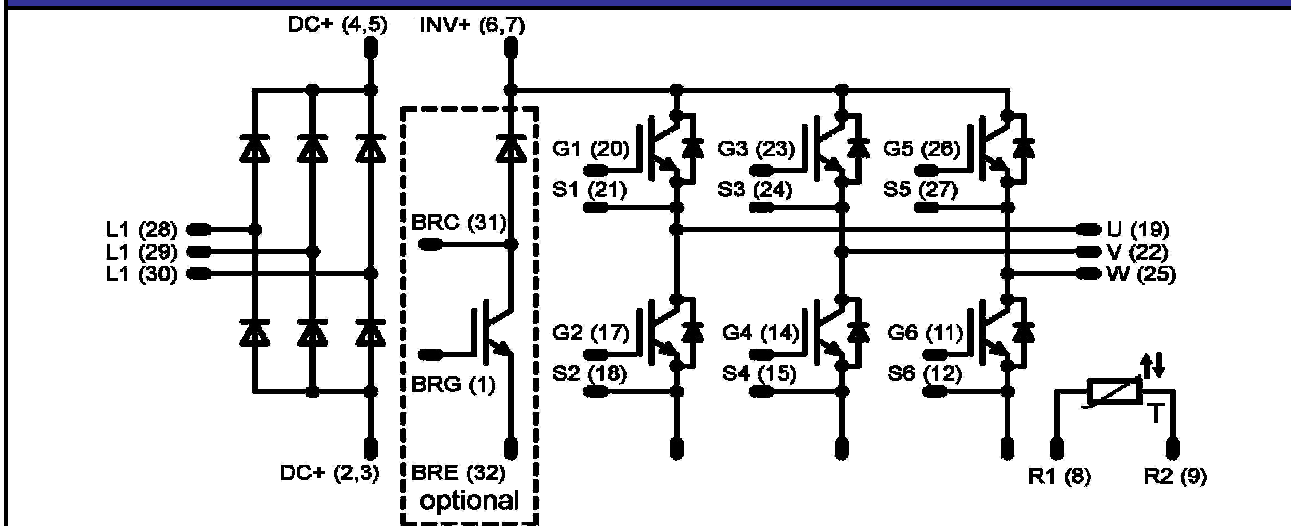 DC+ (4,5)
INV+ (6,7)
G1 (20)
S1 (21)
G3 (23)
S3 (24)
G5 (26)
S5 (27)
BRC (31)
L1 (28)
L1 (29)
L1 (30)
U (19)
V (22)
W (25)
G2 (17)
S2 (18)
G4 (14)
S4 (15)
G6 (11)
S6 (12)
BRG (1)
T
DC+ (2,3)
BRE (32)
optional
R1 (8)
R2 (9)